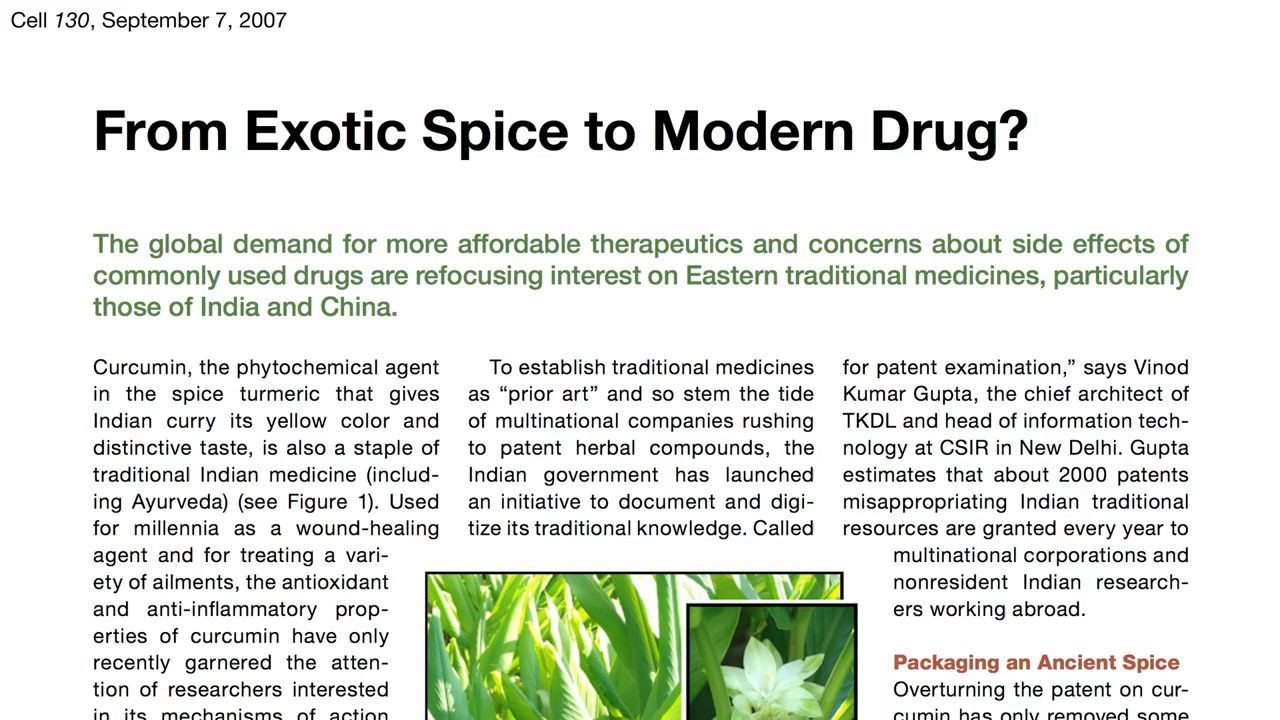 Cell 130, September 7, 2007
From Exotic Spice to Modern Drug?
The global demand for more affordable therapeutics and concerns about side effects of
commonly used drugs are refocusing interest on Eastern traditional medicines, particularly
those of India and China.
Curcumin, the phytochemical agent
in the spice turmeric that gives
Indian curry its yellow color and
distinctive taste, is also a staple of
traditional Indian medicine (includ-
ing Ayurveda) (see Figure 1). Used
for millennia as a wound-healing
agent and for treating a vari-
ety of ailments, the antioxidant
and anti-inflammatory prop-
erties of curcumin have only
recently garnered the atten-
tion of researchers interested
in its mechanisms of action
To establish traditional medicines
as “prior art” and so stem the tide
of multinational companies rushing
to patent herbal compounds, the
Indian government has launched
an initiative to document and digi-
tize its traditional knowledge. Called
for patent examination,” says Vinod
Kumar Gupta, the chief architect of
TKDL and head of information tech-
nology at CSIR in New Delhi. Gupta
estimates that about 2000 patents
misappropriating Indian traditional
resources are granted every year to
multinational corporations and
nonresident Indian research-
ers working abroad.
Packaging an Ancient Spice
Overturning the patent on cur-
cumin has only removed some